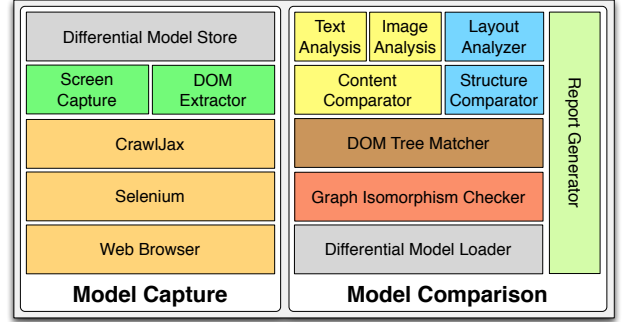 Differential Model Store
Screen
Capture
DOM
Extractor
CrawlJax
Selenium
Web Browser
Model Capture
Text
Analysis
Image
Analysis
Layout
Analyzer
Content
Comparator
Structure
Comparator
DOM Tree Matcher
Graph Isomorphism Checker
Differential Model Loader
Report Generator
Model Comparison